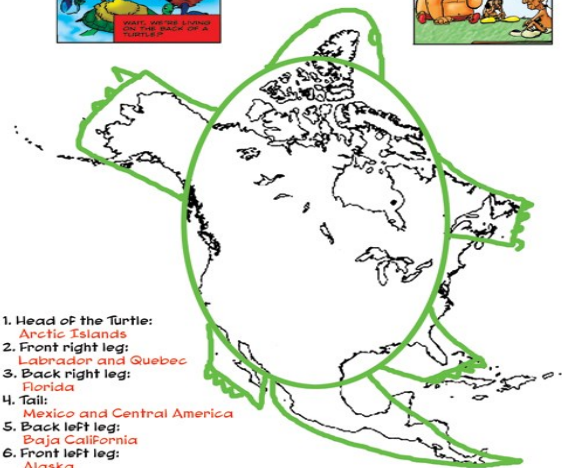 WAIT, WE'RE LIVING
ON THE BACK OF A
TURTLE?
1. Head of the Turtle:
Arctic Islands
2. Front right leg:
Labrador and Quebec
3. Back right leg:
Florida
4. Tail:
Mexico and Central America
5. Back left leg:
Baja California
6. Front left leg:
Alaska